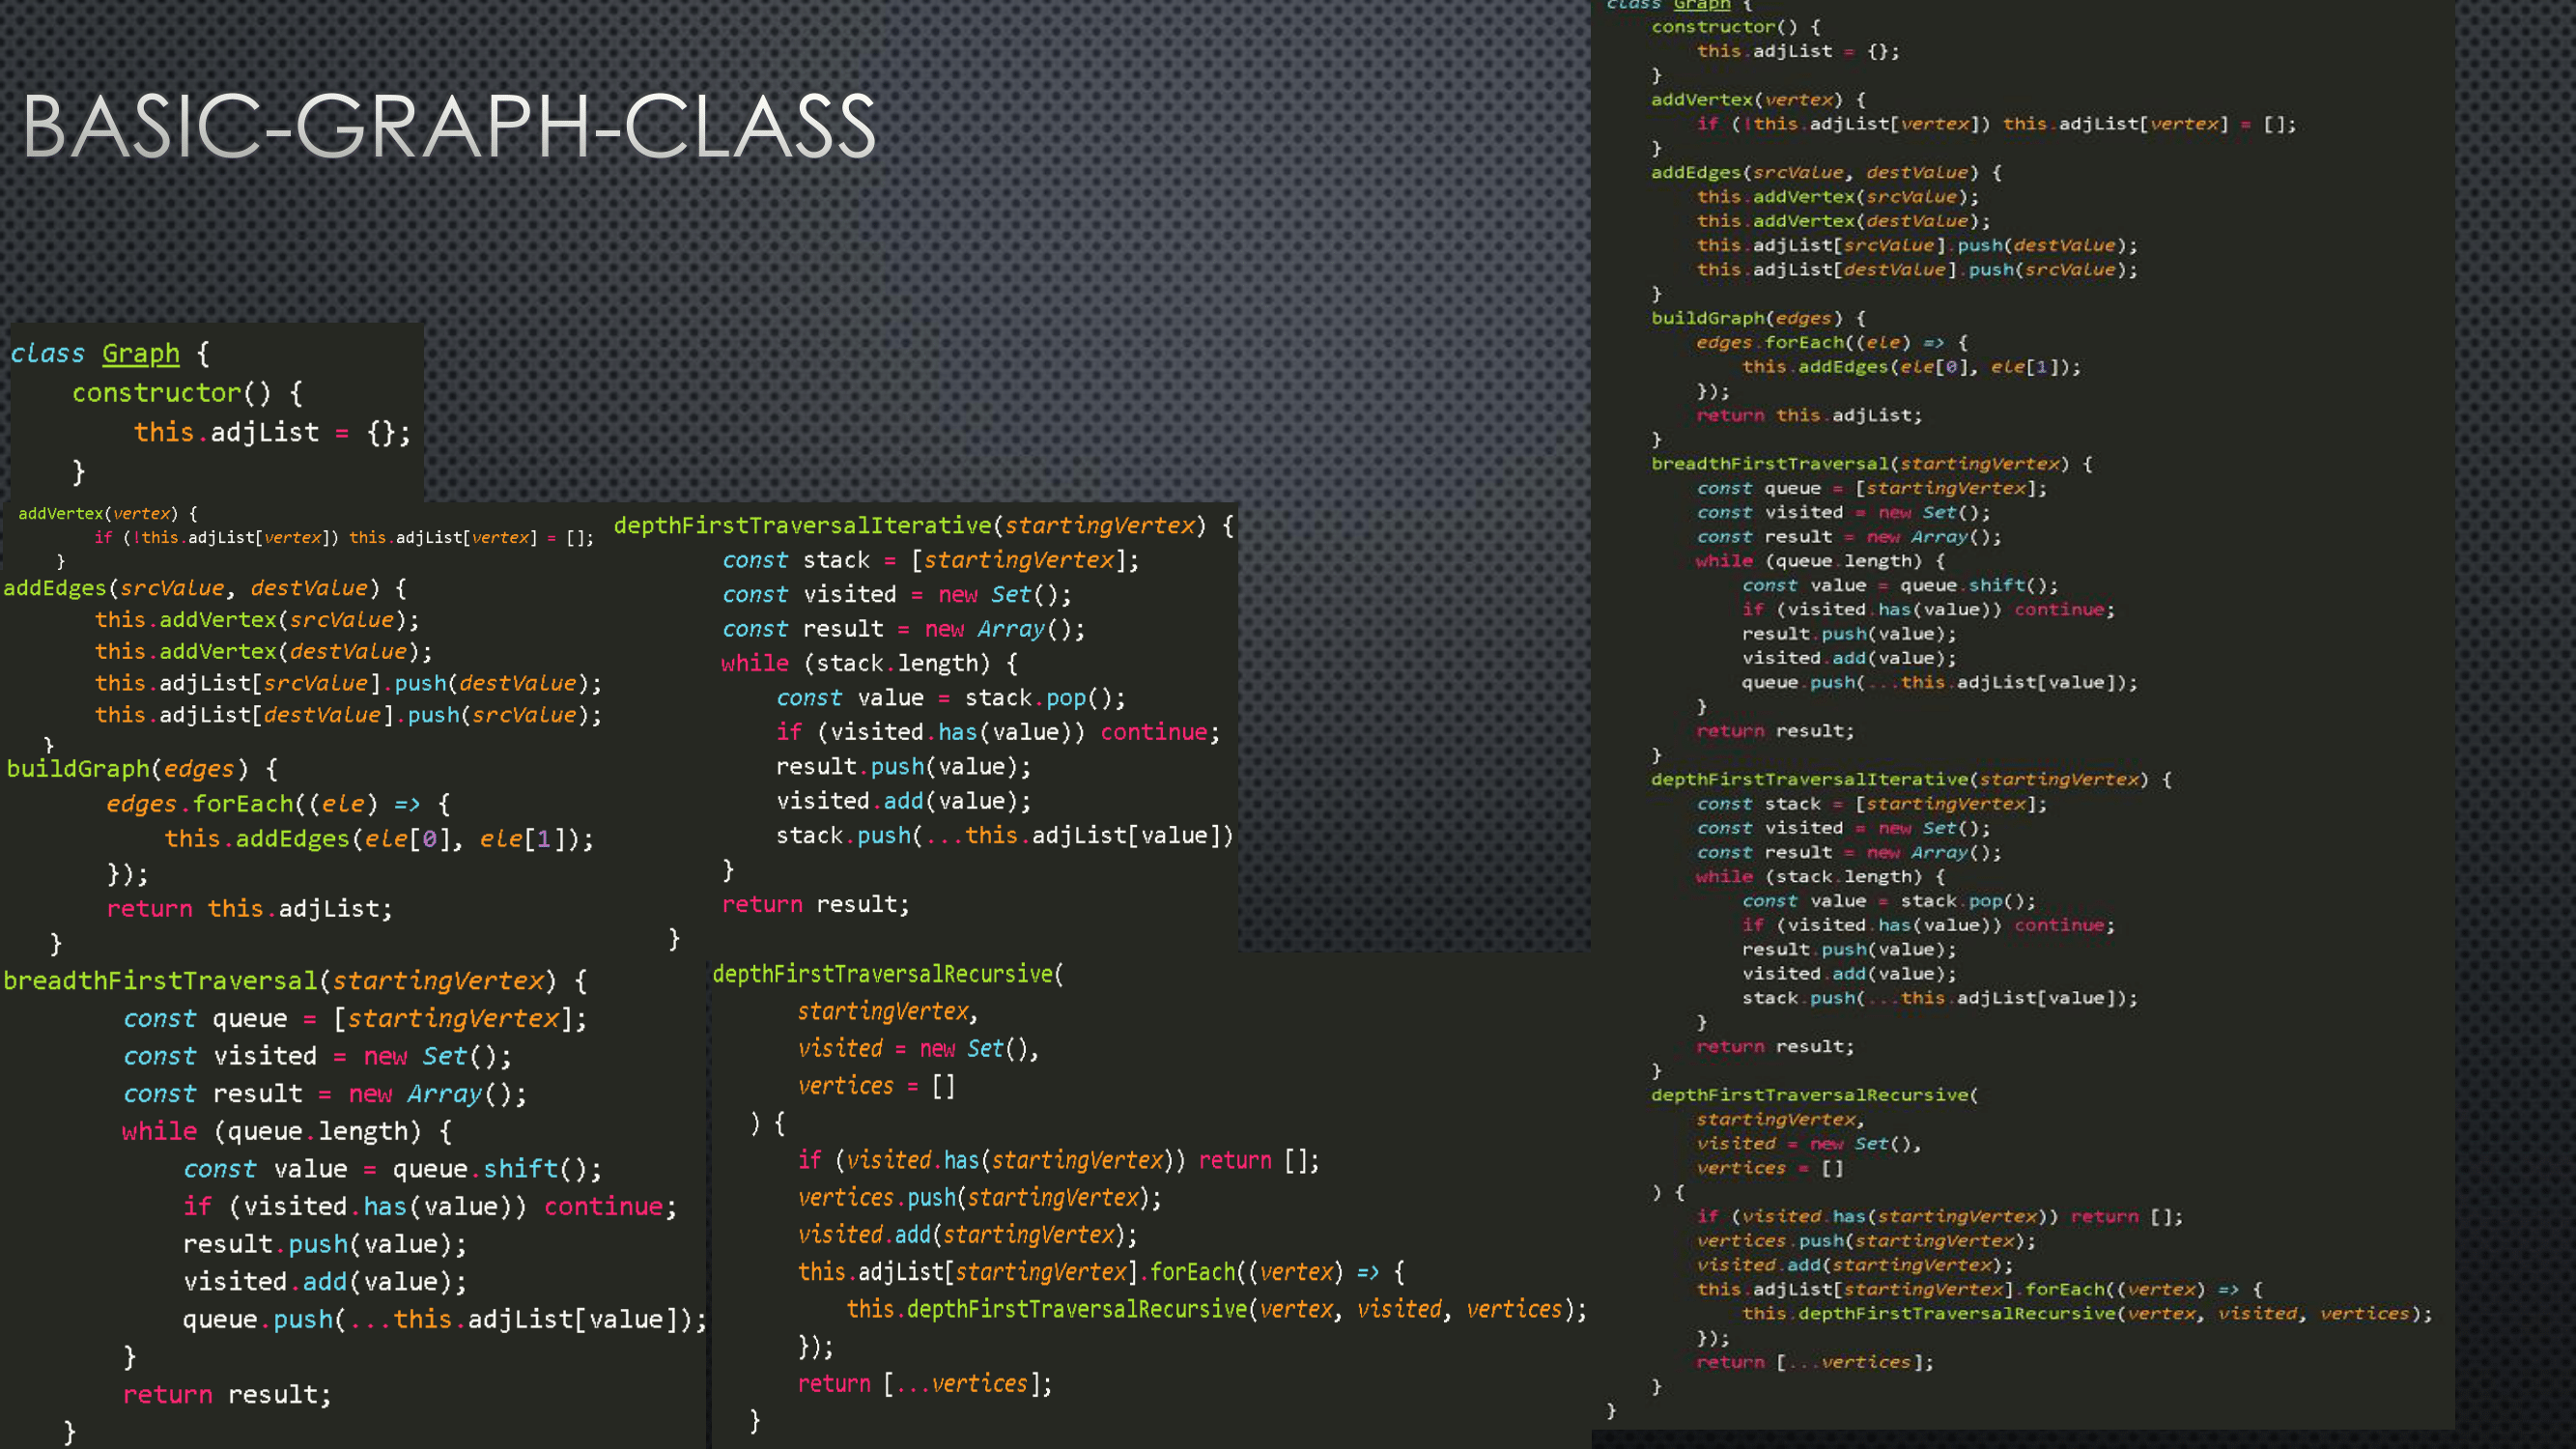 BASIC-GRAPH-CLASS
class Graph {
    constructor() {
        this.adjList = {};
    }
addVertex(vertex) {
        if (!this.adjList[vertex]) this.adjList[vertex] = [];
    }
addEdges(srcValue, destValue) {
        this.addVertex(srcValue);
        this.addVertex(destValue);
        this.adjList[srcValue].push(destValue);
        this.adjList[destValue].push(srcValue);
    }
buildGraph(edges) {
        edges.forEach((ele) => {
            this.addEdges(ele[0], ele[1]);
        });
        return this.adjList;
    }
breadthFirstTraversal(startingVertex) {
        const queue = [startingVertex];
        const visited = new Set();
        const result = new Array();
        while (queue.length) {
            const value = queue.shift();
            if (visited.has(value)) continue;
            result.push(value);
            visited.add(value);
            queue.push(...this.adjList[value]);
        }
        return result;
    }
depthFirstTraversalIterative(startingVertex) {
        const stack = [startingVertex];
        const visited = new Set();
        const result = new Array();
        while (stack.length) {
            const value = stack.pop();
            if (visited.has(value)) continue;
            result.push(value);
            visited.add(value);
            stack.push(...this.adjList[value])
        }
        return result;
    }
depthFirstTraversalRecursive(
        startingVertex,
        visited = new Set(),
        vertices = []
    ) {
        if (visited.has(startingVertex)) return [];
        vertices.push(startingVertex);
        visited.add(startingVertex);
        this.adjList[startingVertex].forEach((vertex) => {
            this.depthFirstTraversalRecursive(vertex, visited, vertices);
        });
        return [...vertices];
    }
class Graph {
    constructor() {
        this.adjList = {};
    }
    addVertex(vertex) {
        if (!this.adjList[vertex]) this.adjList[vertex] = [];
    }
    addEdges(srcValue, destValue) {
        this.addVertex(srcValue);
        this.addVertex(destValue);
        this.adjList[srcValue].push(destValue);
        this.adjList[destValue].push(srcValue);
    }
    buildGraph(edges) {
        edges.forEach((ele) => {
            this.addEdges(ele[0], ele[1]);
        });
        return this.adjList;
    }
    breadthFirstTraversal(startingVertex) {
        const queue = [startingVertex];
        const visited = new Set();
        const result = new Array();
        while (queue.length) {
            const value = queue.shift();
            if (visited.has(value)) continue;
            result.push(value);
            visited.add(value);
            queue.push(...this.adjList[value]);
        }
        return result;
    }
    depthFirstTraversalIterative(startingVertex) {
        const stack = [startingVertex];
        const visited = new Set();
        const result = new Array();
        while (stack.length) {
            const value = stack.pop();
            if (visited.has(value)) continue;
            result.push(value);
            visited.add(value);
            stack.push(...this.adjList[value]);
        }
        return result;
    }
    depthFirstTraversalRecursive(
        startingVertex,
        visited = new Set(),
        vertices = []
    ) {
        if (visited.has(startingVertex)) return [];
        vertices.push(startingVertex);
        visited.add(startingVertex);
        this.adjList[startingVertex].forEach((vertex) => {
            this.depthFirstTraversalRecursive(vertex, visited, vertices);
        });
        return [...vertices];
    }
}